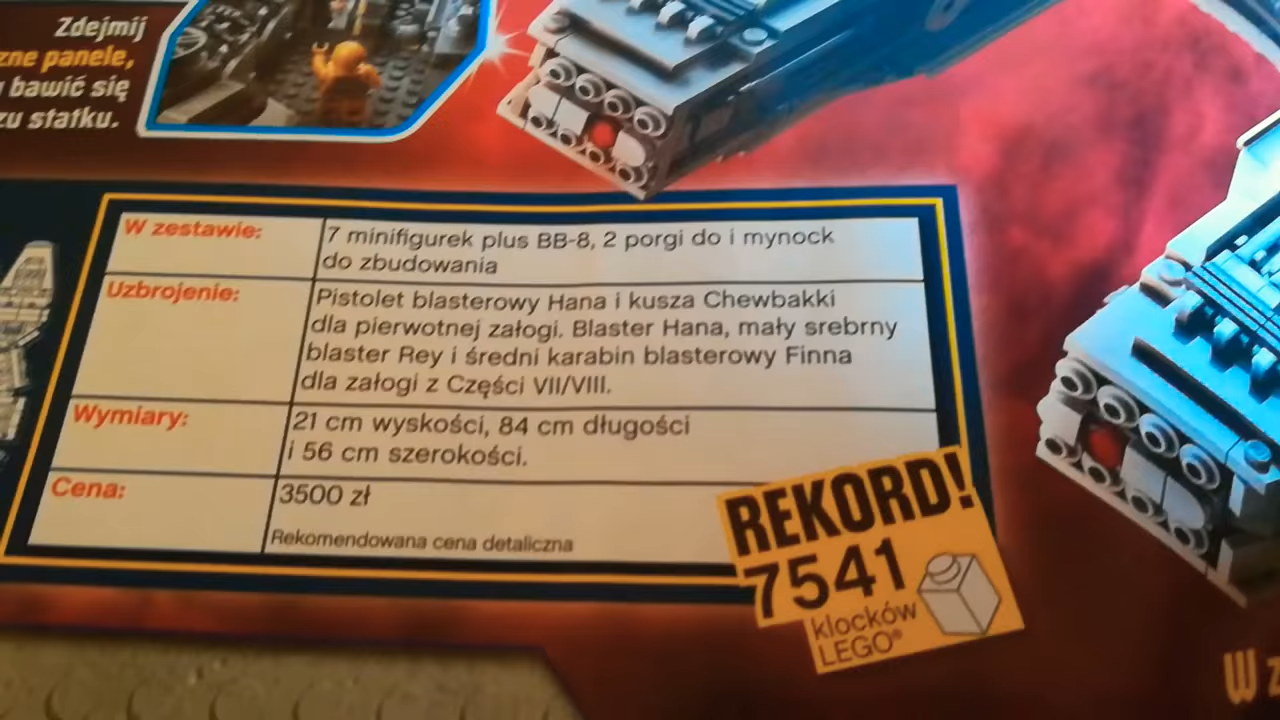 Zdejmij
zne panele,
bawić się
zu statku.
W zestawie:
7 minifigurek plus BB-8, 2 porgi do i mynock
do zbudowania
Uzbrojenie:
Pistolet blasterowy Hana i kusza Chewbakki
dla pierwotnej załogi. Blaster Hana, mały srebrny
blaster Rey i średni karabin blasterowy Finna
dla załogi z Części VII/VIII.
Wymiary:
21 cm wyskości, 84 cm długości
i 56 cm szerokości.
Cena:
3500 zł
Rekomendowana cena detaliczna
REKORD!
7541
klocków
LEGO®
W z